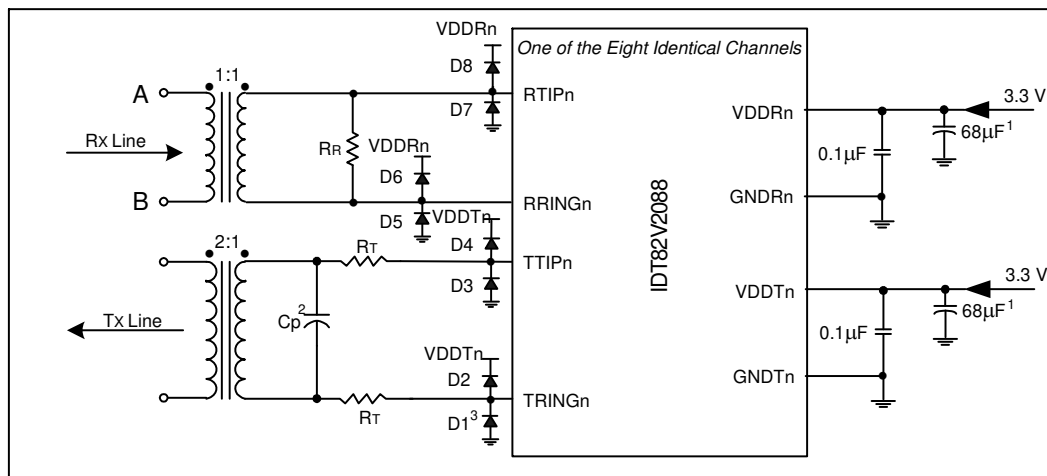 One of the Eight Identical Channels
VDDRn
D8
1:1
A
RTIPn
D7
VDDRn
3.3 V
68µF¹
Rx Line
RR
VDDRn
D6
0.1µF
B
RRINGn
GNDRn
D5
VDDTn
D4
2:1
RT
TTIPn
D3
IDT82V2088
VDDTn
3.3 V
68µF¹
Tx Line
Cp²
0.1µF
VDDTn
D2
GNDTn
TRINGn
RT
D1³